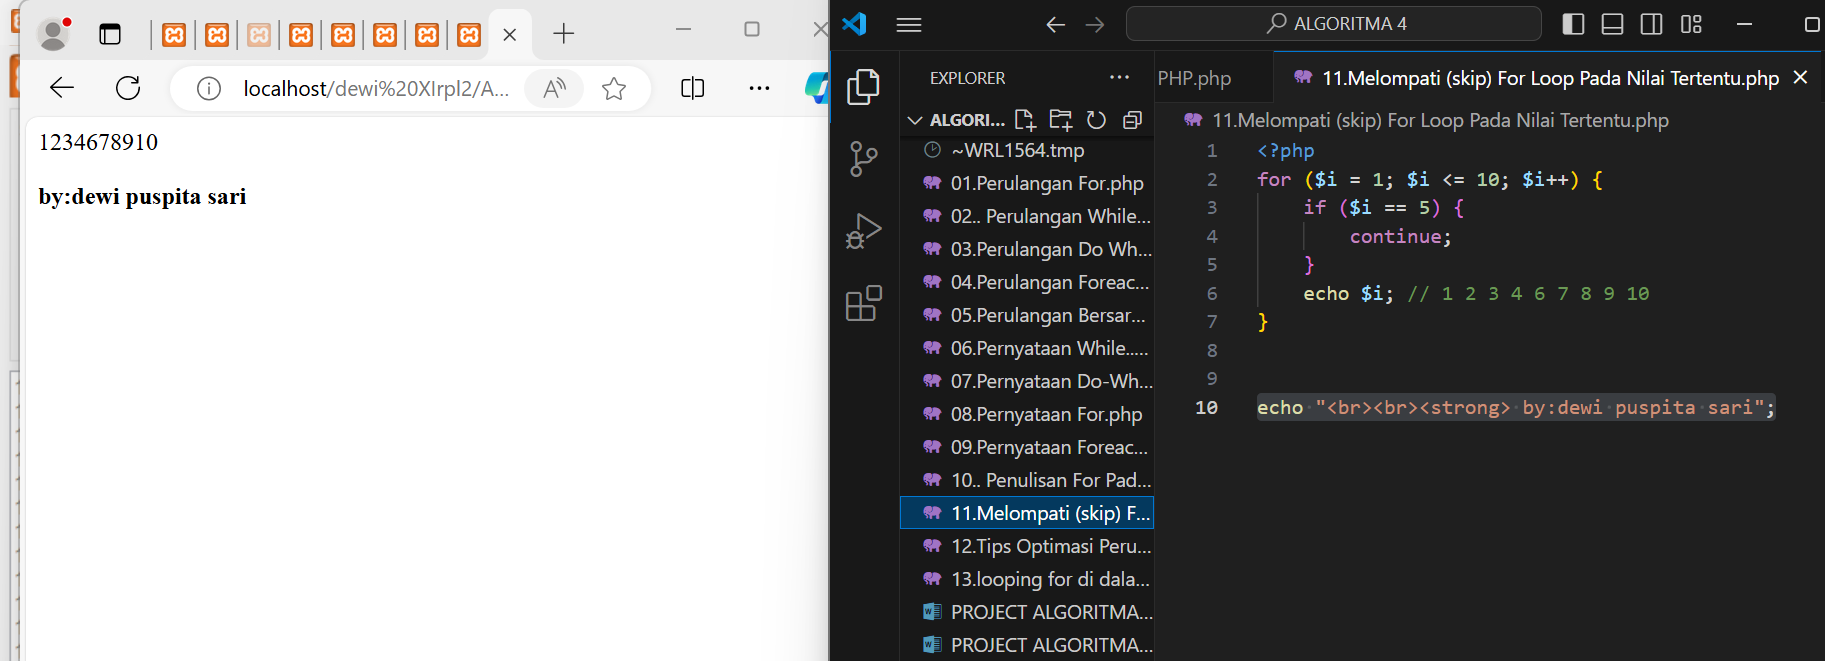 localhost/dewi%20XIrpl2/A...
1234678910
by:dewi puspita sari
ALGORITMA 4
EXPLORER
ALGORI...
~WRL1564.tmp
01.Perulangan For.php
02.. Perulangan While...
03.Perulangan Do Wh...
04.Perulangan Foreac...
05.Perulangan Bersar...
06.Pernyataan While.....
07.Pernyataan Do-Wh...
08.Pernyataan For.php
09.Pernyataan Foreac...
10.. Penulisan For Pad...
11.Melompati (skip) F...
12.Tips Optimasi Peru...
13.looping for di dala...
PROJECT ALGORITMA...
PROJECT ALGORITMA...
PHP.php
11.Melompati (skip) For Loop Pada Nilai Tertentu.php
11.Melompati (skip) For Loop Pada Nilai Tertentu.php
1 <?php
2 for ($i = 1; $i <= 10; $i++) {
3 if ($i == 5) {
4 continue;
5 }
6 echo $i; // 1 2 3 4 6 7 8 9 10
7 }
8
9
10 echo "<br><br><strong> by:dewi puspita sari";